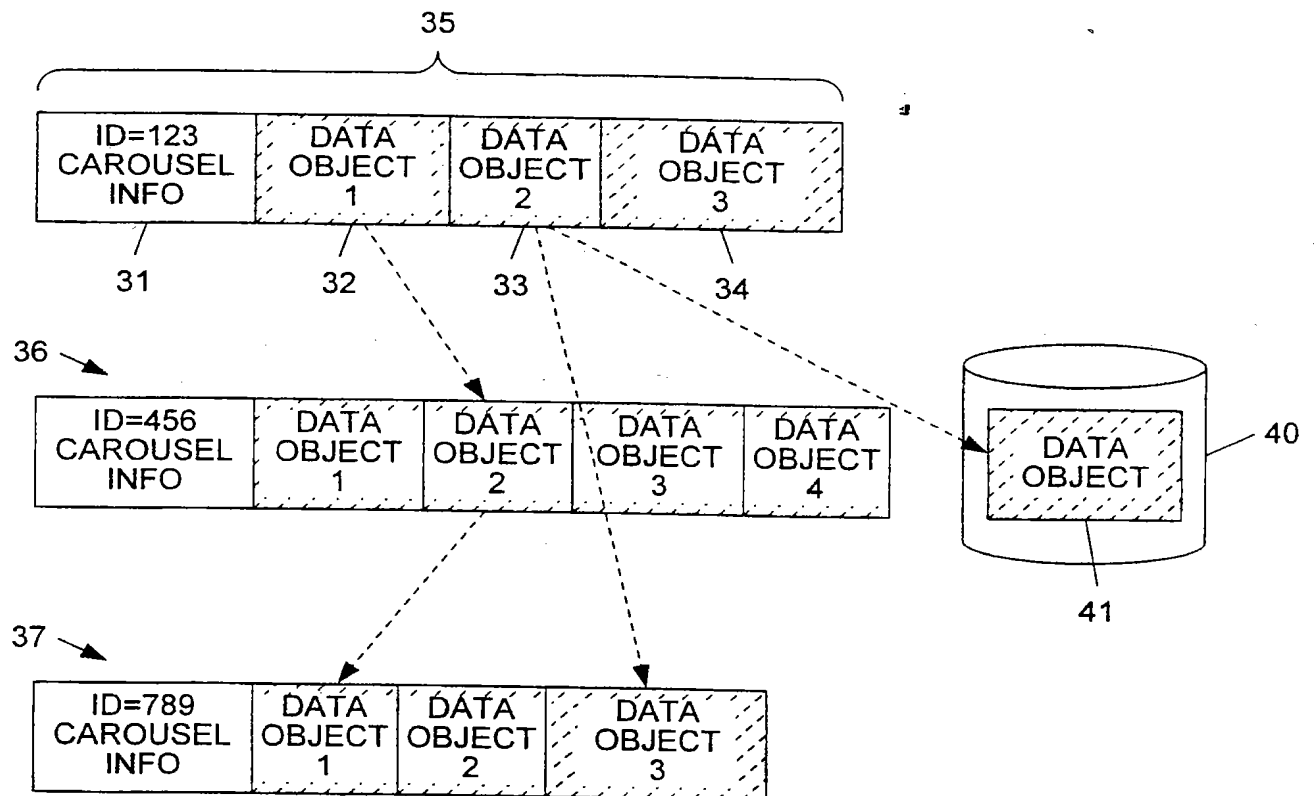 35
ID=123
CAROUSEL
INFO
DATA
OBJECT
1
DATA
OBJECT
2
DATA
OBJECT
3
31
32
33
34
36
ID=456
CAROUSEL
INFO
DATA
OBJECT
1
DATA
OBJECT
2
DATA
OBJECT
3
DATA
OBJECT
4
DATA
OBJECT
40
41
37
ID=789
CAROUSEL
INFO
DATA
OBJECT
1
DATA
OBJECT
2
DATA
OBJECT
3